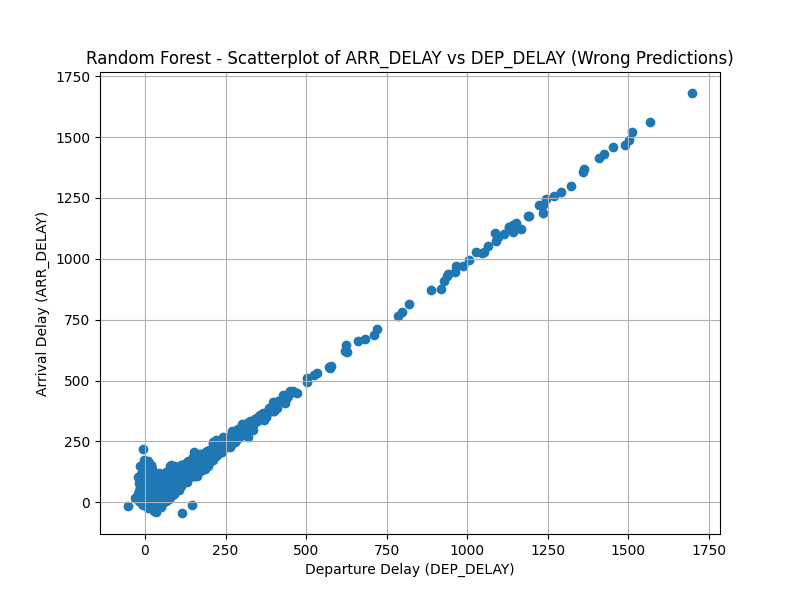 Random Forest - Scatterplot of ARR_DELAY vs DEP_DELAY (Wrong Predictions)
1750
1500
1250
1000
750
500
250
0
Arrival Delay (ARR_DELAY)
0 250 500 750 1000 1250 1500 1750
Departure Delay (DEP_DELAY)